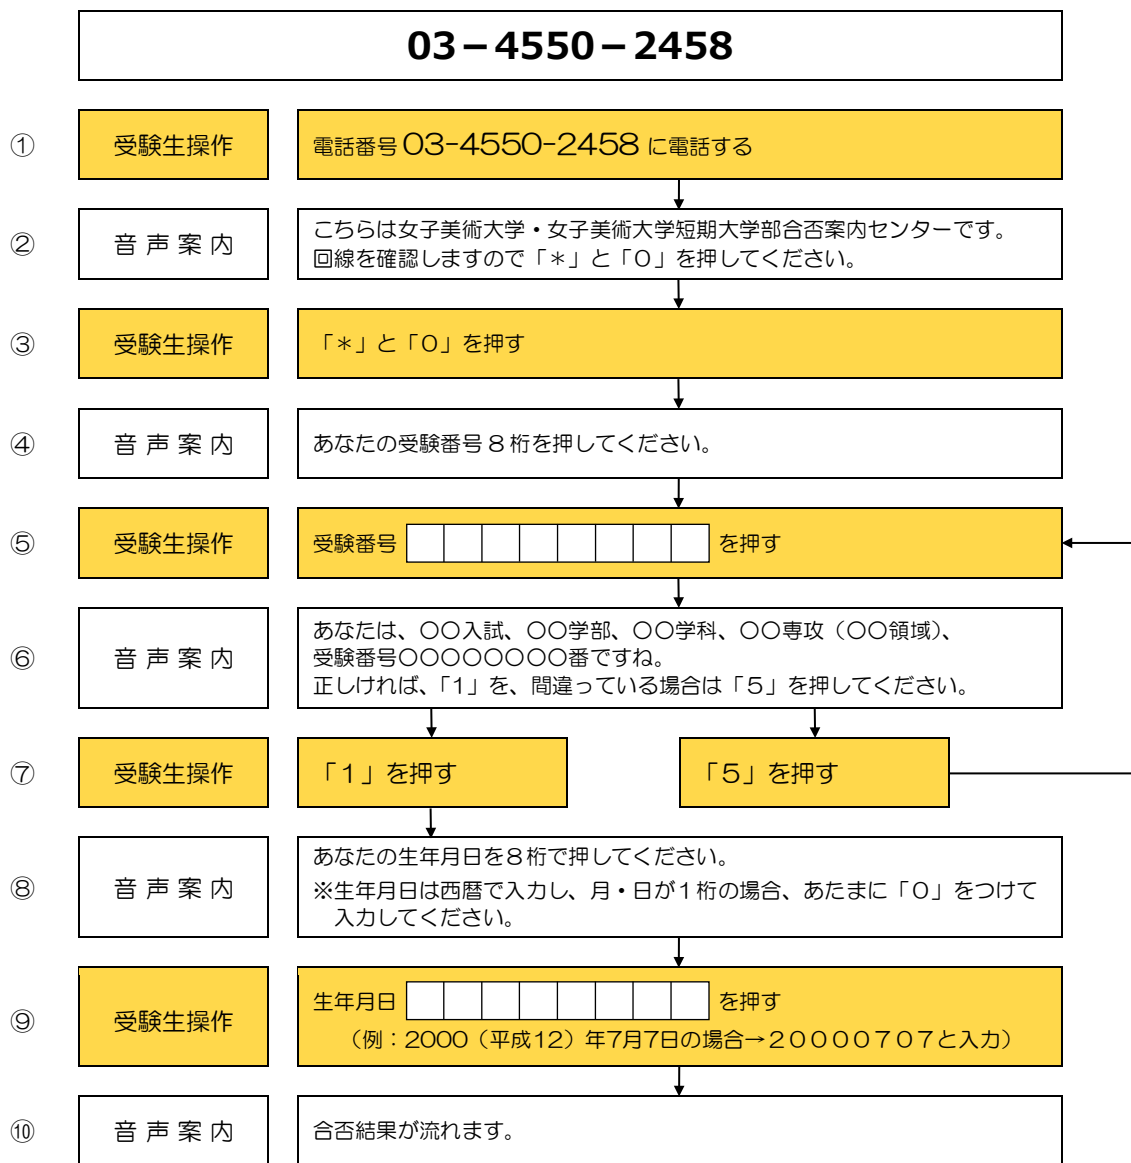 03－4550－2458
① 受験生操作 電話番号 03-4550-2458 に電話する
② 音声案内 こちらは女子美術大学・女子美術大学短期大学部合否案内センターです。
回線を確認しますので「＊」と「０」を押してください。
③ 受験生操作 「＊」と「０」を押す
④ 音声案内 あなたの受験番号８桁を押してください。
⑤ 受験生操作 受験番号 を押す
⑥ 音声案内 あなたは、〇〇入試、〇〇学部、〇〇学科、〇〇専攻（〇〇領域）、
受験番号〇〇〇〇〇〇〇〇番ですね。
正しければ、「１」を、間違っている場合は「５」を押してください。
⑦ 受験生操作 「１」を押す 「５」を押す
⑧ 音声案内 あなたの生年月日を８桁で押してください。
※生年月日は西暦で入力し、月・日が１桁の場合、あたまに「０」をつけて
入力してください。
⑨ 受験生操作 生年月日 を押す
（例：2000（平成12）年7月7日の場合→２００００７０７と入力）
⑩ 音声案内 合否結果が流れます。